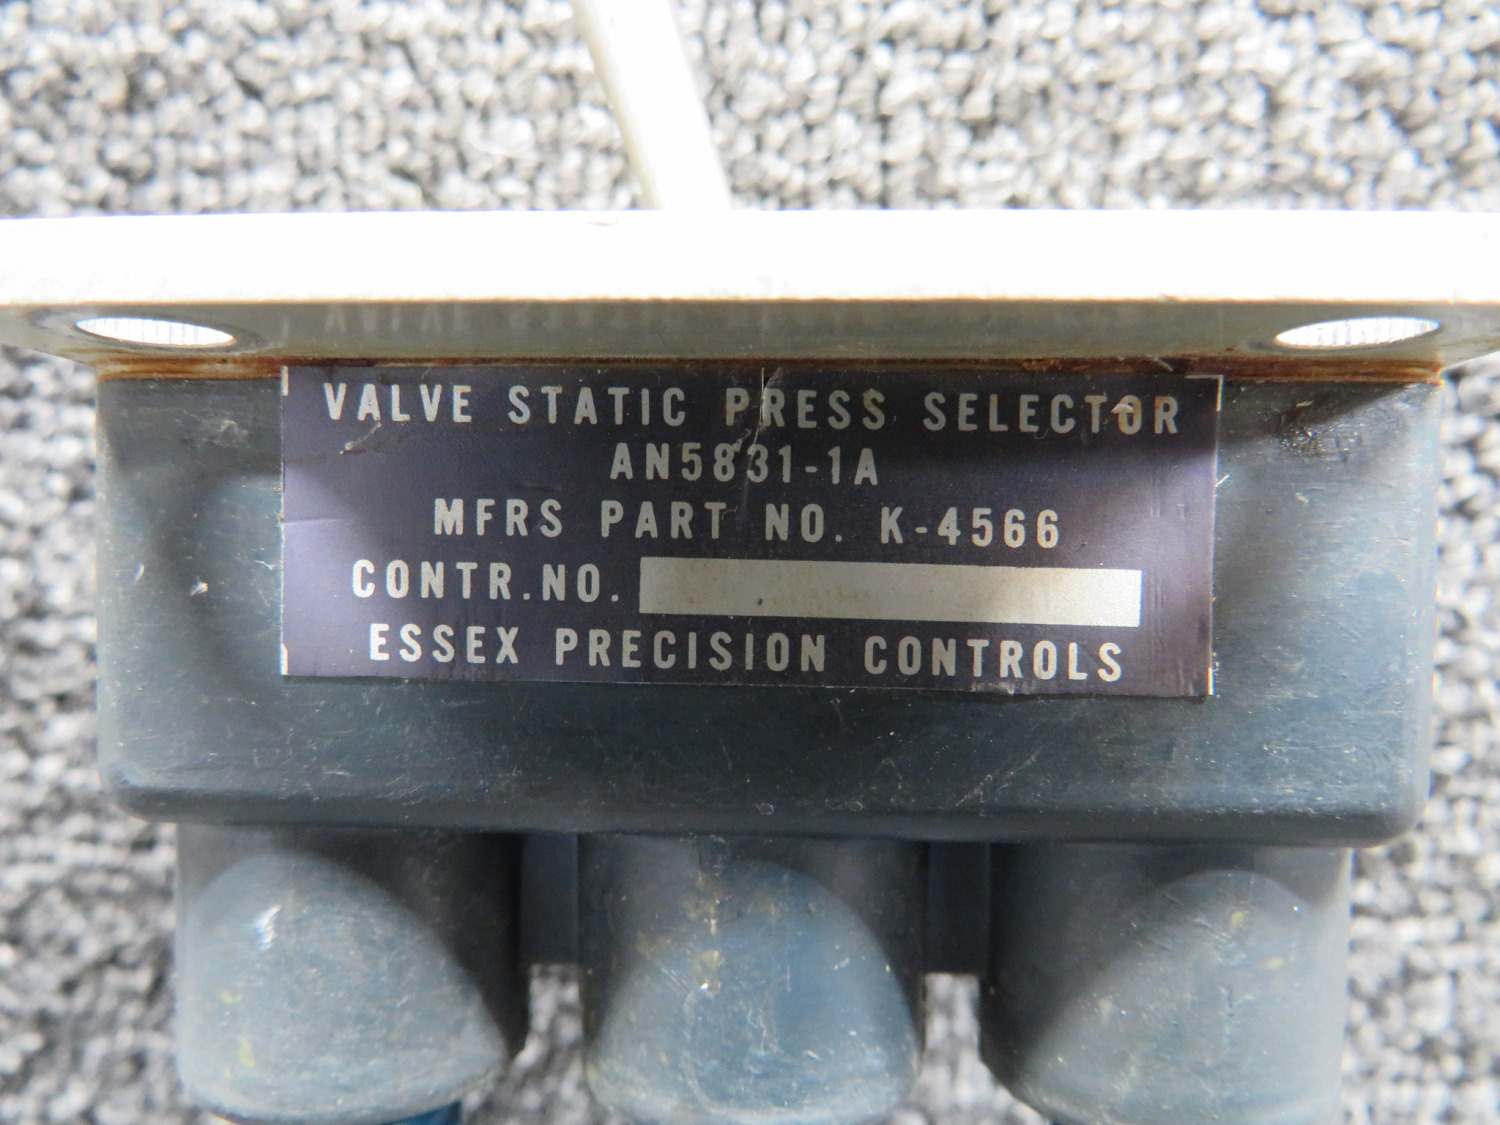 VALVE STATIC PRESS SELECTOR
AN5831-1A
MFRS PART NO. K-4566
CONTR.NO.
ESSEX PRECISION CONTROLS